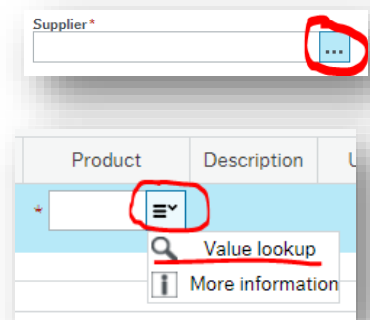 Supplier*
...
Product Description U
*
Value lookup
i More information